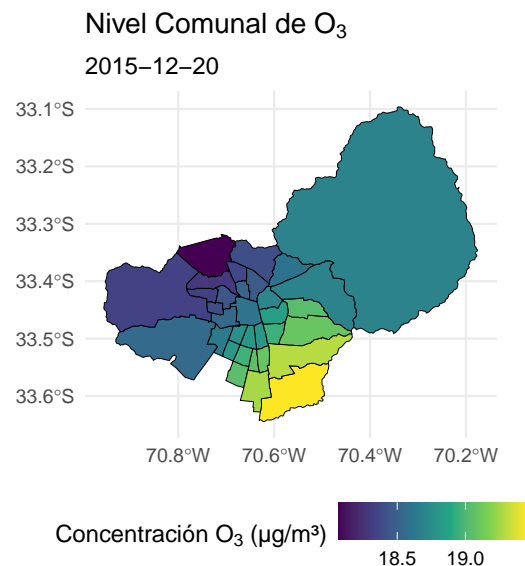 Nivel Comunal de O₃
2015−12−20
33.1°S
33.2°S
33.3°S
33.4°S
33.5°S
33.6°S
70.8°W 70.6°W 70.4°W 70.2°W
Concentración O₃ (µg/m³)
18.5 19.0